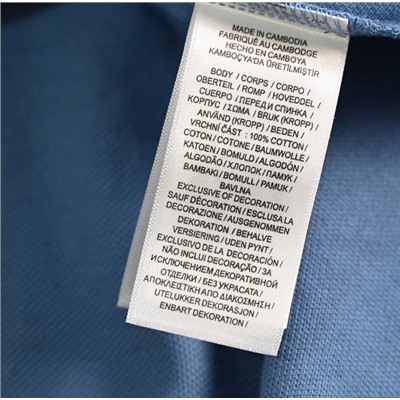 MADE IN CAMBODIA
FABRIQUÉ AU CAMBODGE
HECHO EN CAMBOYA
KAMBOÇYA'DA ÜRETİLMİŞTİR
BODY / CORPS / CORPO /
OBERTEIL / ROMP / HOVEDDEL /
CUERPO / ПЕРЕД И СПИНКА /
КОРПУС / ΣΩΜΑ / BRUK (KROPP) /
ANVÄND (KROPP) / BEDEN /
VRCHNÍ ČÁST : 100% COTTON /
COTON / COTONE / BAUMWOLLE /
KATOEN / BOMULD / ALGODÓN /
ALGODÃO / ХЛОПОК / ПАМУК /
ΒΑΜΒΑΚΙ / BOMULL / PAMUK /
BAVLNA
EXCLUSIVE OF DECORATION /
SAUF DÉCORATION / ESCLUSA LA
DECORAZIONE / AUSGENOMMEN
DEKORATION / BEHALVE
VERSIERING / UDEN PYNT /
EXCLUSIVO DE LA DECORACIÓN /
NÃO INCLUI DECORAÇÃO / ЗА
ИСКЛЮЧЕНИЕМ ДЕКОРАТИВНОЙ
ОТДЕЛКИ / БЕЗ УКРАСАТА /
ΑΠΟΚΛΕΙΣΤΙΚΗ ΑΠΟ ΔΙΑΚΟΣΜΗΣΗ /
UTELUKKER DEKORASJON /
ENBART DEKORATION /